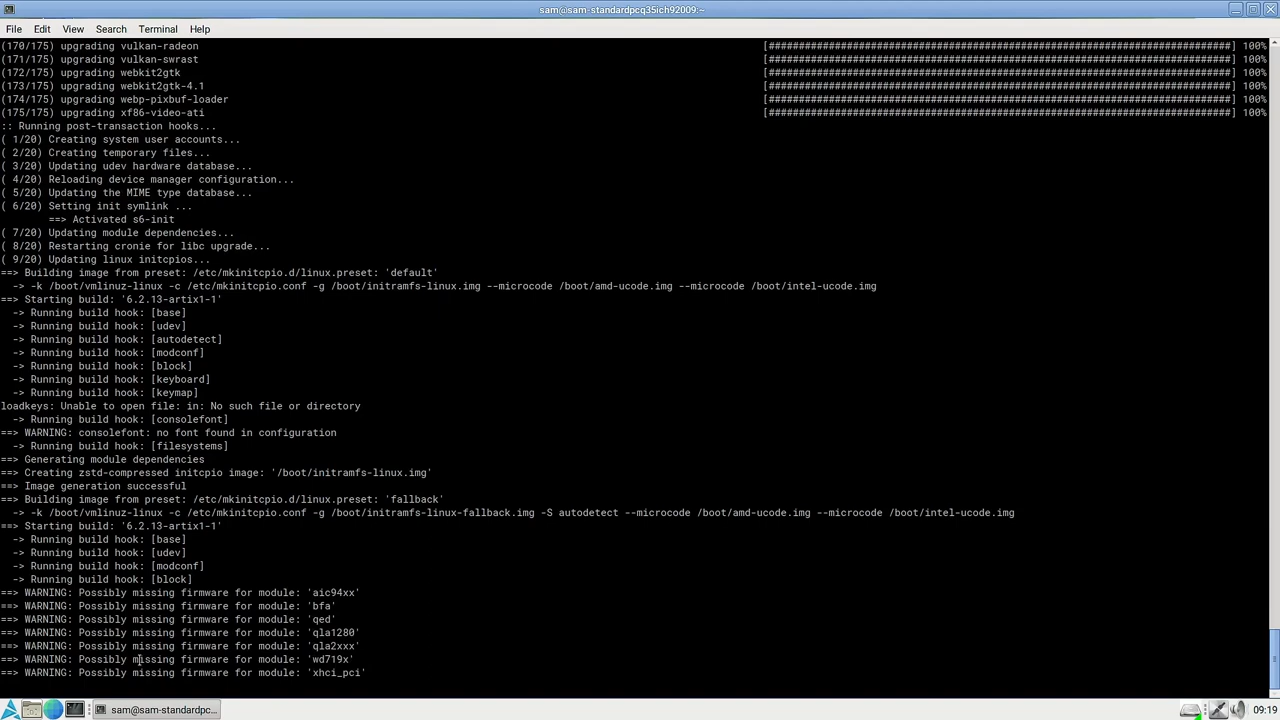 sam@sam-standardpcq35ich92009:~
File Edit View Search Terminal Help
(170/175) upgrading vulkan-radeon [##############################################################################] 100%
(171/175) upgrading vulkan-swrast [##############################################################################] 100%
(172/175) upgrading webkit2gtk [##############################################################################] 100%
(173/175) upgrading webkit2gtk-4.1 [##############################################################################] 100%
(174/175) upgrading webp-pixbuf-loader [##############################################################################] 100%
(175/175) upgrading xf86-video-ati [##############################################################################] 100%
:: Running post-transaction hooks...
( 1/20) Creating system user accounts...
( 2/20) Creating temporary files...
( 3/20) Updating udev hardware database...
( 4/20) Reloading device manager configuration...
( 5/20) Updating the MIME type database...
( 6/20) Setting init symlink ...
==> Activated s6-init
( 7/20) Updating module dependencies...
( 8/20) Restarting cronie for libc upgrade...
( 9/20) Updating linux initcpios...
==> Building image from preset: /etc/mkinitcpio.d/linux.preset: 'default'
-> -k /boot/vmlinuz-linux -c /etc/mkinitcpio.conf -g /boot/initramfs-linux.img --microcode /boot/amd-ucode.img --microcode /boot/intel-ucode.img
==> Starting build: '6.2.13-artix1-1'
-> Running build hook: [base]
-> Running build hook: [udev]
-> Running build hook: [autodetect]
-> Running build hook: [modconf]
-> Running build hook: [block]
-> Running build hook: [keyboard]
-> Running build hook: [keymap]
loadkeys: Unable to open file: in: No such file or directory
-> Running build hook: [consolefont]
==> WARNING: consolefont: no font found in configuration
-> Running build hook: [filesystems]
==> Generating module dependencies
==> Creating zstd-compressed initcpio image: '/boot/initramfs-linux.img'
==> Image generation successful
==> Building image from preset: /etc/mkinitcpio.d/linux.preset: 'fallback'
-> -k /boot/vmlinuz-linux -c /etc/mkinitcpio.conf -g /boot/initramfs-linux-fallback.img -S autodetect --microcode /boot/amd-ucode.img --microcode /boot/intel-ucode.img
==> Starting build: '6.2.13-artix1-1'
-> Running build hook: [base]
-> Running build hook: [udev]
-> Running build hook: [modconf]
-> Running build hook: [block]
==> WARNING: Possibly missing firmware for module: 'aic94xx'
==> WARNING: Possibly missing firmware for module: 'bfa'
==> WARNING: Possibly missing firmware for module: 'qed'
==> WARNING: Possibly missing firmware for module: 'qla1280'
==> WARNING: Possibly missing firmware for module: 'qla2xxx'
==> WARNING: Possibly missing firmware for module: 'wd719x'
==> WARNING: Possibly missing firmware for module: 'xhci_pci'
sam@sam-standardpc... 09:19